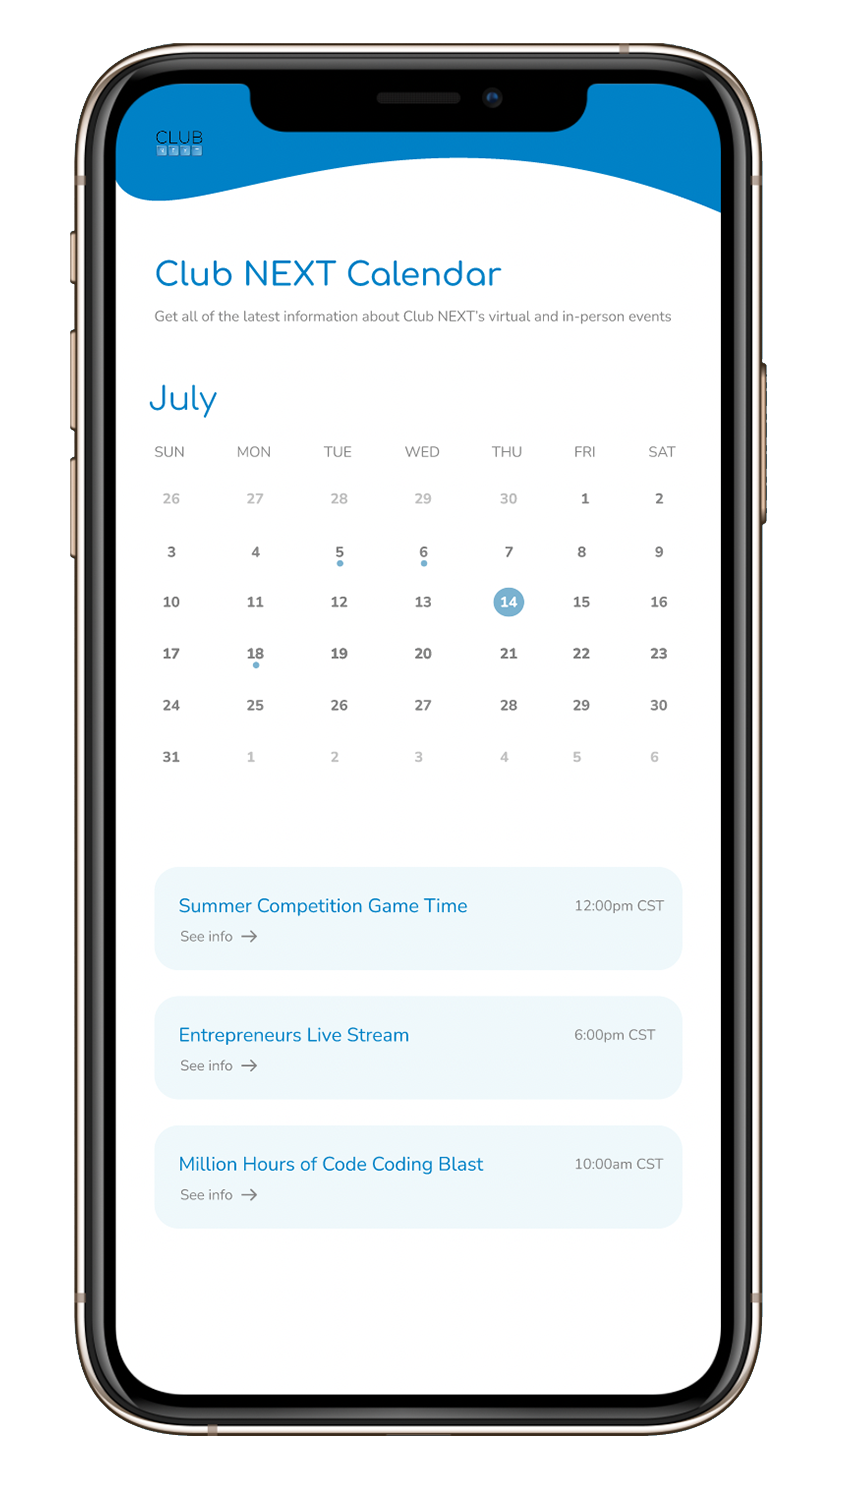 CLUB
Club NEXT Calendar
Get all of the latest information about Club NEXT's virtual and in-person events
July
SUN MON TUE WED THU FRI SAT
26 27 28 29 30 1 2
3 4 5 6 7 8 9
10 11 12 13 14 15 16
17 18 19 20 21 22 23
24 25 26 27 28 29 30
31 1 2 3 4 5 6
Summer Competition Game Time 12:00pm CST
See info →
Entrepreneurs Live Stream 6:00pm CST
See info →
Million Hours of Code Coding Blast 10:00am CST
See info →